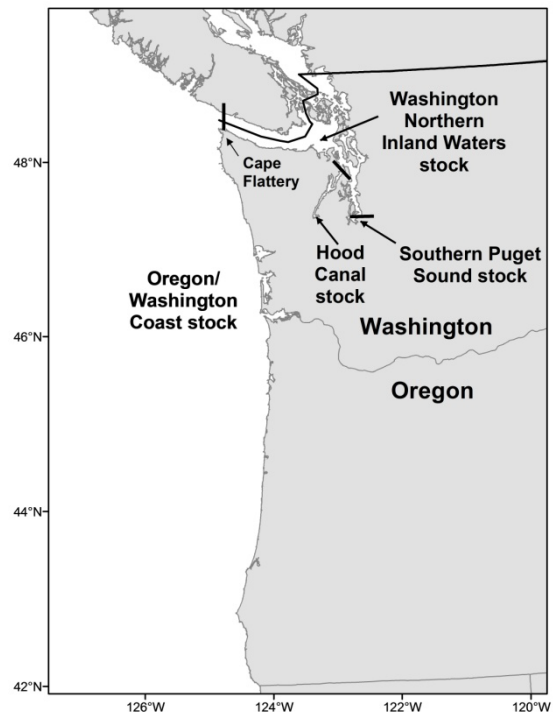 Washington
Northern
Inland Waters
stock
48°N
Cape
Flattery
Hood
Canal
stock
Southern Puget
Sound stock
Oregon/
Washington
Coast stock
Washington
46°N
Oregon
44°N
42°N
126°W
124°W
122°W
120°W